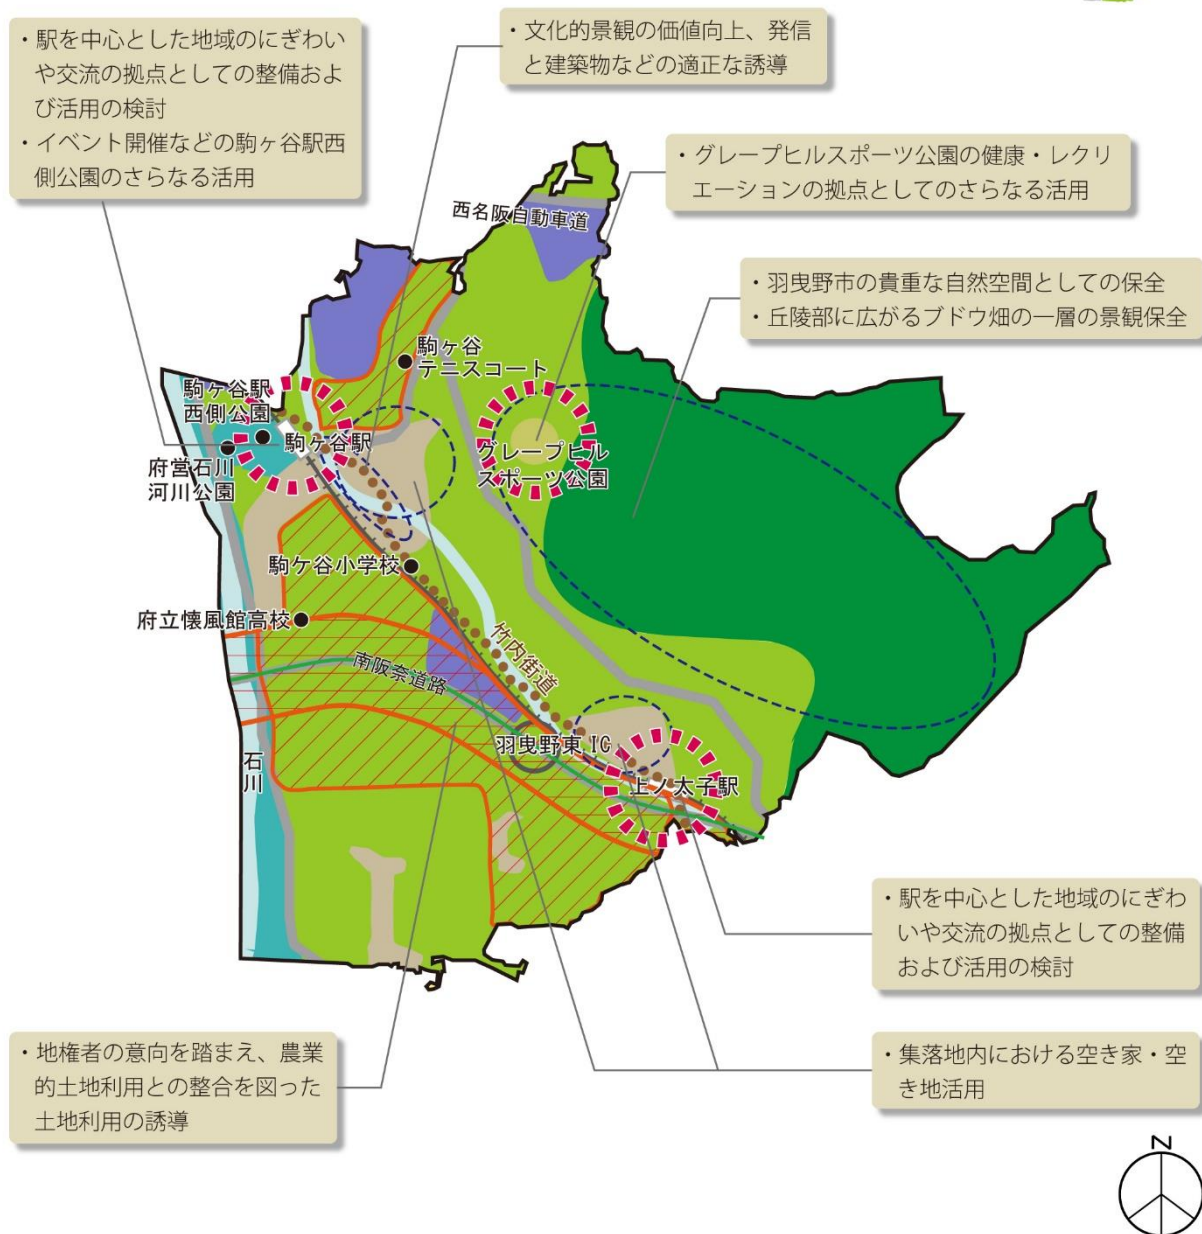 ・駅を中心とした地域のにぎわい
や交流の拠点としての整備およ
び活用の検討
・イベント開催などの駒ヶ谷駅西
側公園のさらなる活用
・文化的景観の価値向上、発信
と建築物などの適正な誘導
・グレープヒルスポーツ公園の健康・レクリ
エーションの拠点としてのさらなる活用
西名阪自動車道
・羽曳野市の貴重な自然空間としての保全
・丘陵部に広がるブドウ畑の一層の景観保全
駒ヶ谷
テニスコート
駒ヶ谷駅
西側公園
駒ヶ谷駅
グレープヒル
スポーツ公園
府営石川
河川公園
駒ケ谷小学校
府立懐風館高校
竹内街道
南阪奈道路
羽曳野東IC
石川
上ノ太子駅
・駅を中心とした地域のにぎわ
いや交流の拠点としての整備
および活用の検討
・地権者の意向を踏まえ、農業
的土地利用との整合を図った
土地利用の誘導
・集落地内における空き家・空
き地活用
N